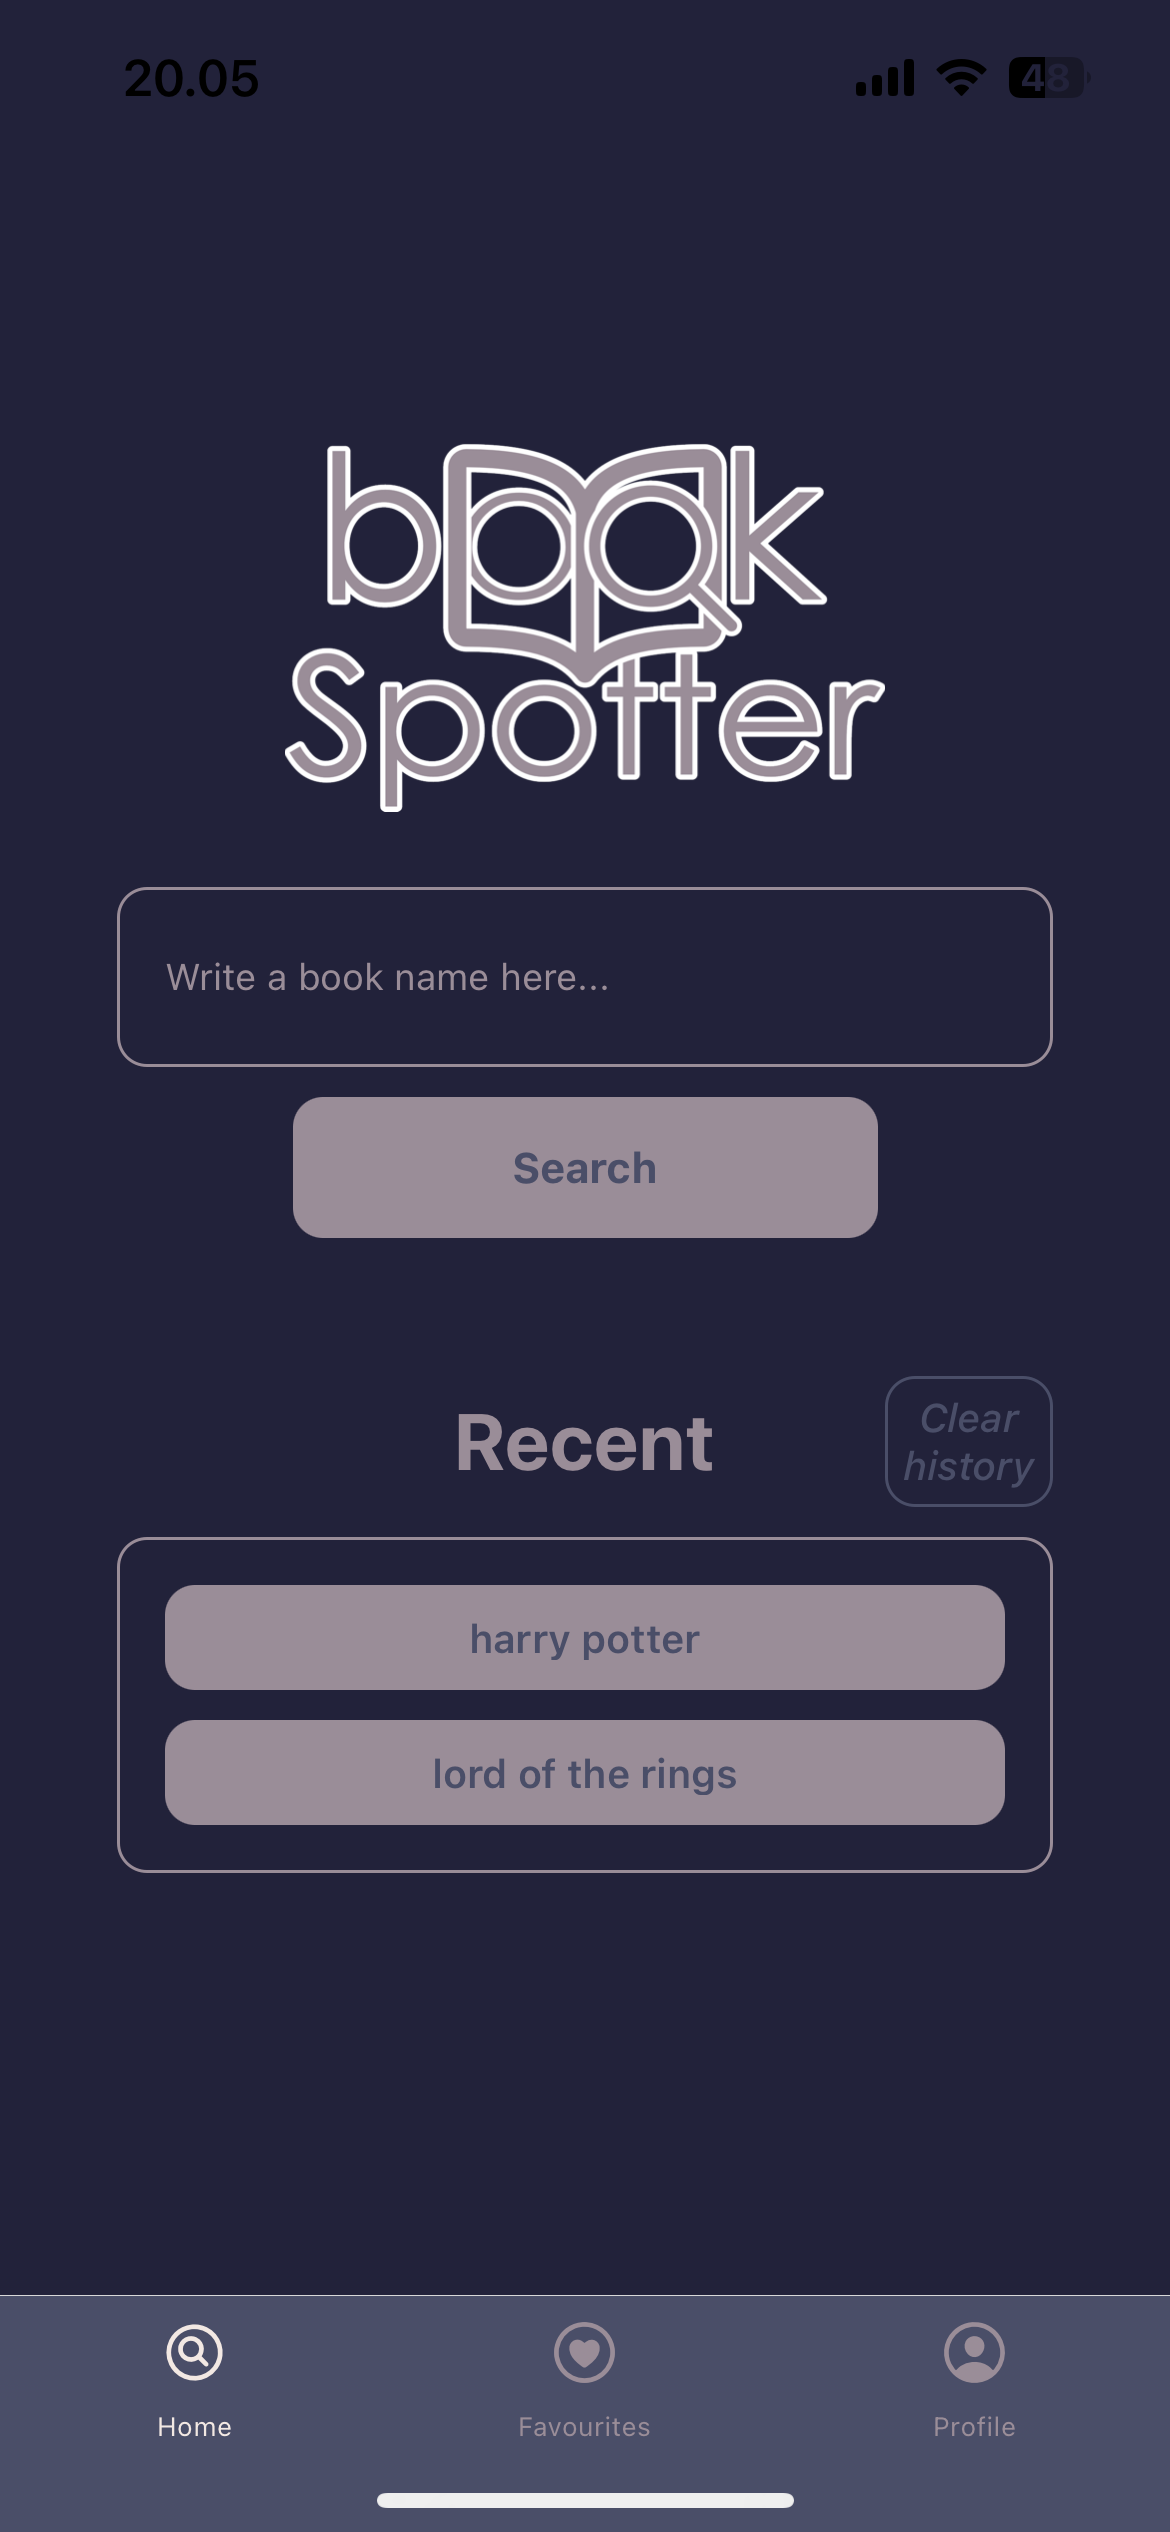 20.05
48
book
Spotter
Write a book name here...
Search
Recent
Clear
history
harry potter
lord of the rings
Home
Favourites
Profile